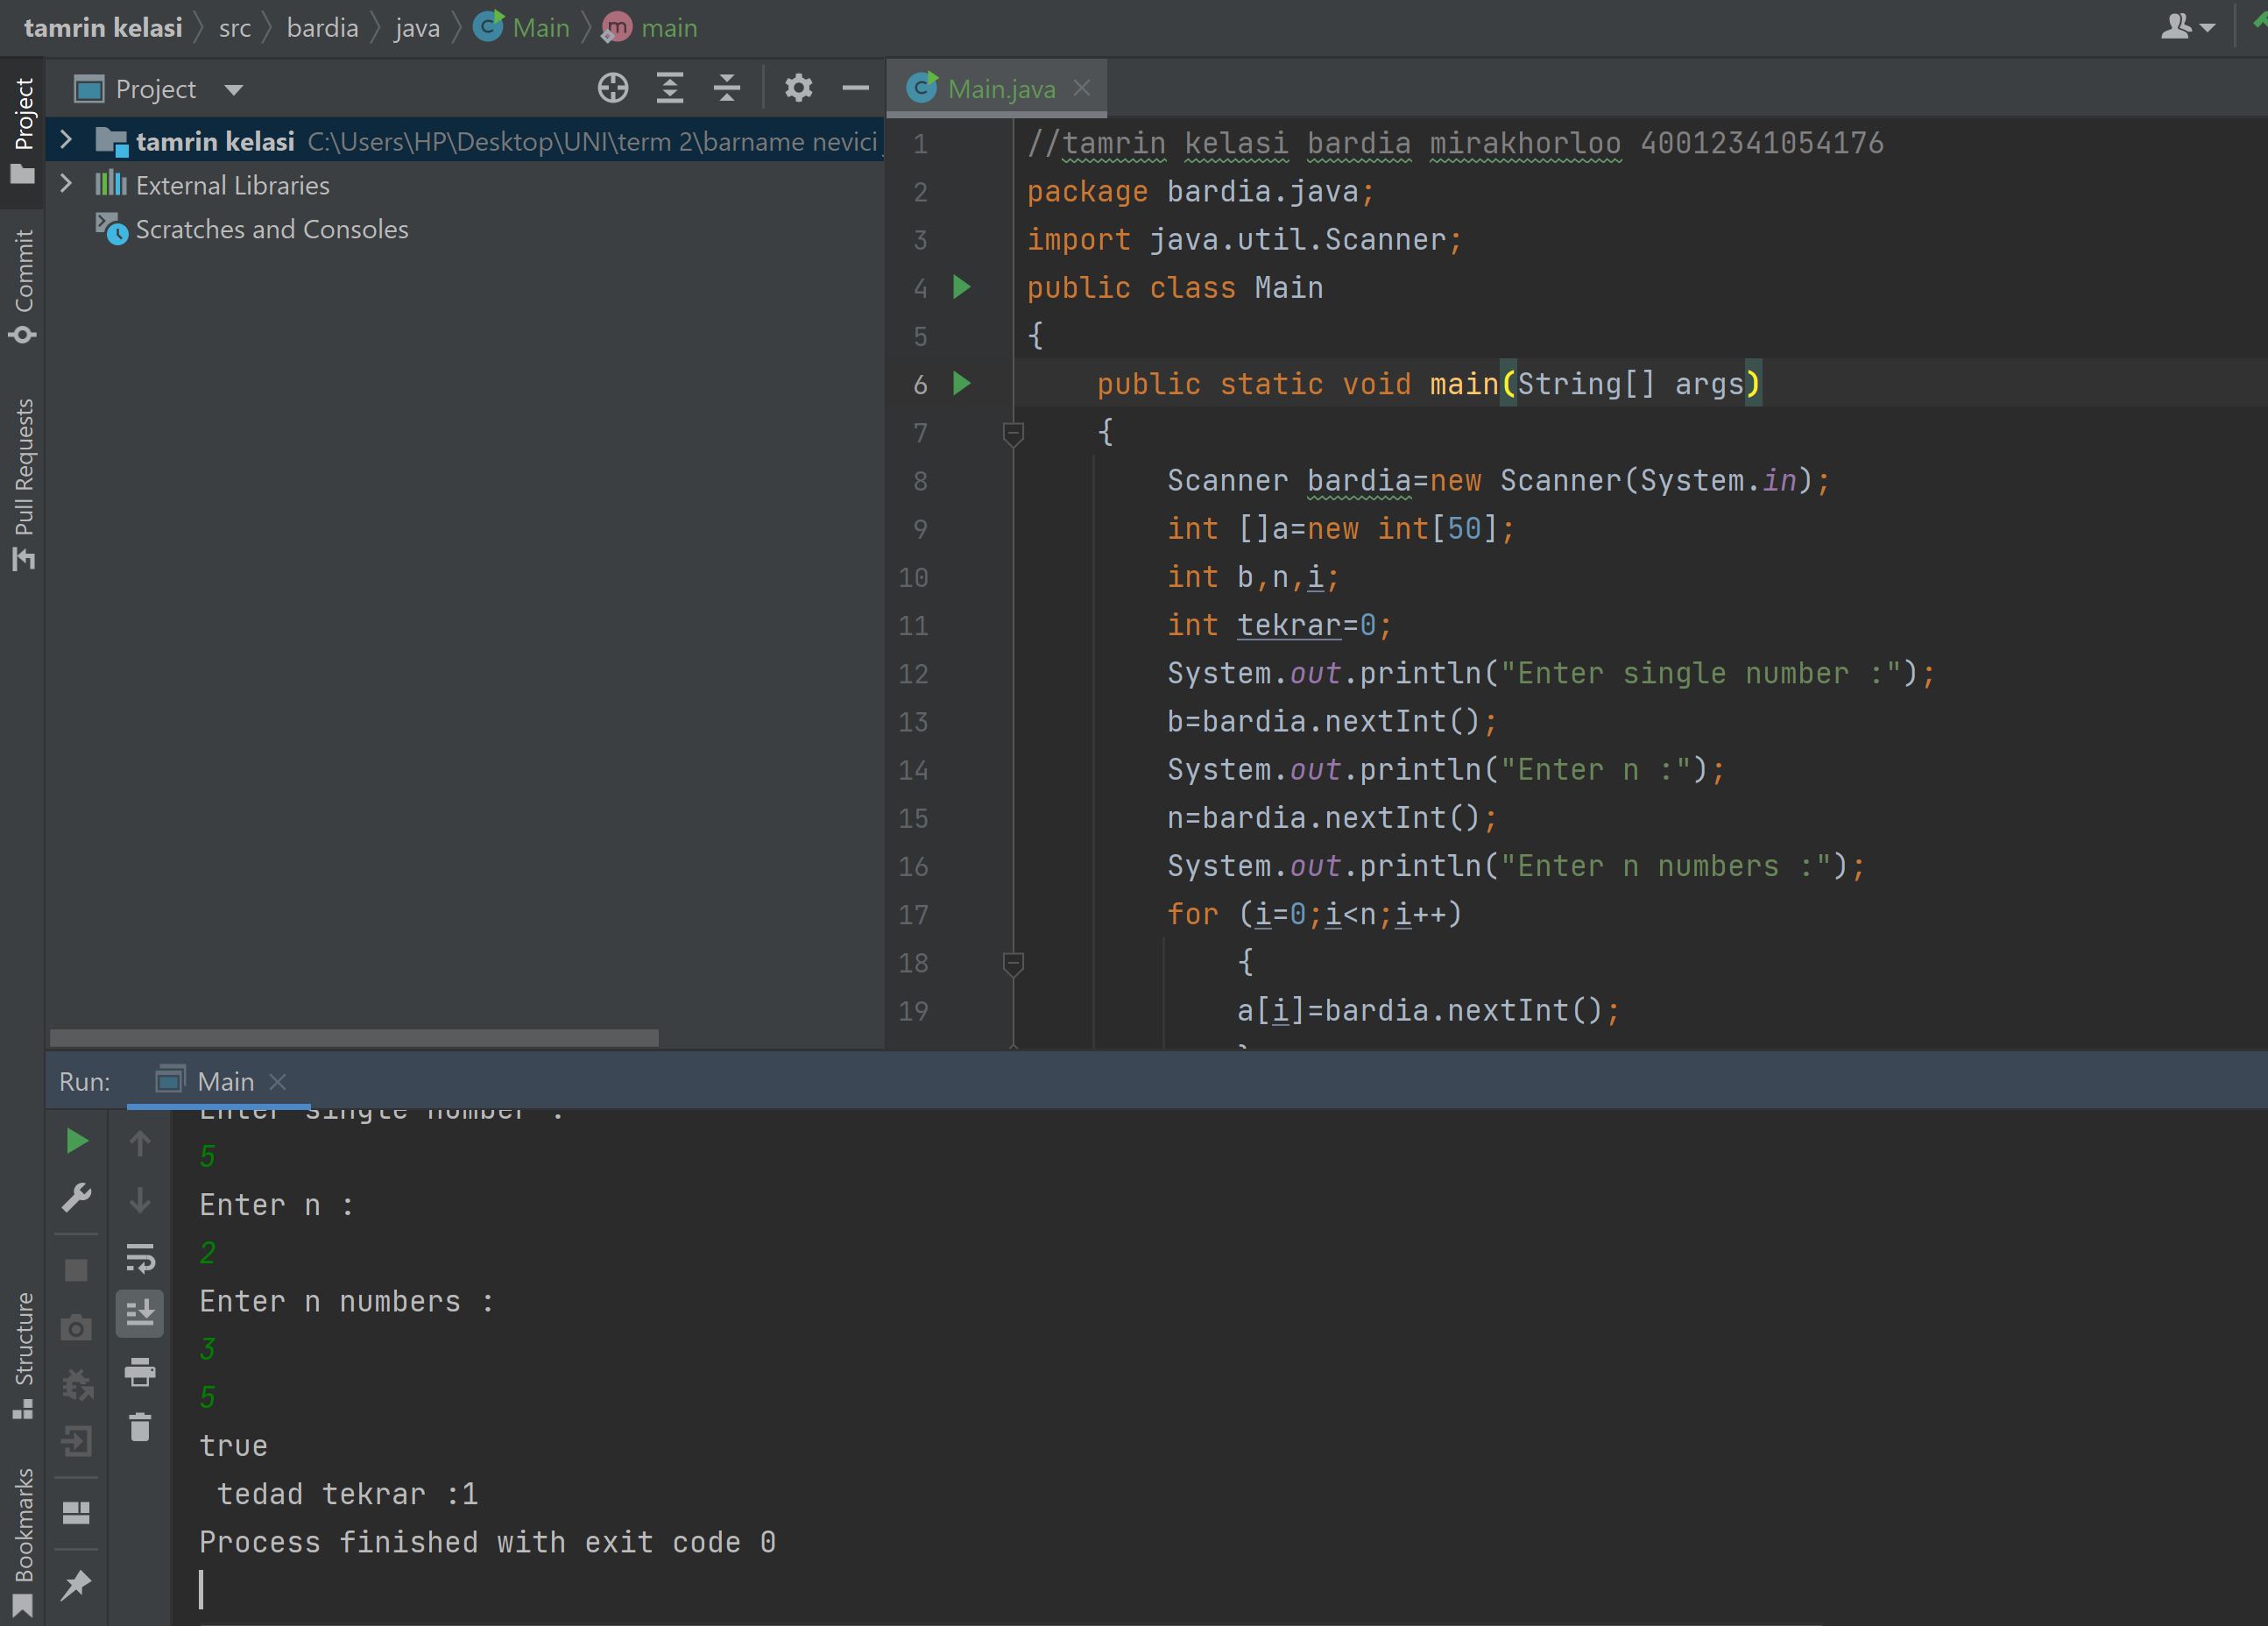 tamrin kelasi src bardia java Main main
Project
Commit
Pull Requests
Structure
Bookmarks
Project
tamrin kelasi C:\Users\HP\Desktop\UNI\term 2\barname nevici
External Libraries
Scratches and Consoles
Main.java
1 //tamrin kelasi bardia mirakhorloo 40012341054176
2 package bardia.java;
3 import java.util.Scanner;
4 public class Main
5 {
6 public static void main(String[] args)
7 {
8 Scanner bardia=new Scanner(System.in);
9 int []a=new int[50];
10 int b,n,i;
11 int tekrar=0;
12 System.out.println("Enter single number :");
13 b=bardia.nextInt();
14 System.out.println("Enter n :");
15 n=bardia.nextInt();
16 System.out.println("Enter n numbers :");
17 for (i=0;i<n;i++)
18 {
19 a[i]=bardia.nextInt();
Run: Main
Enter single number :
5
Enter n :
2
Enter n numbers :
3
5
true
tedad tekrar :1
Process finished with exit code 0